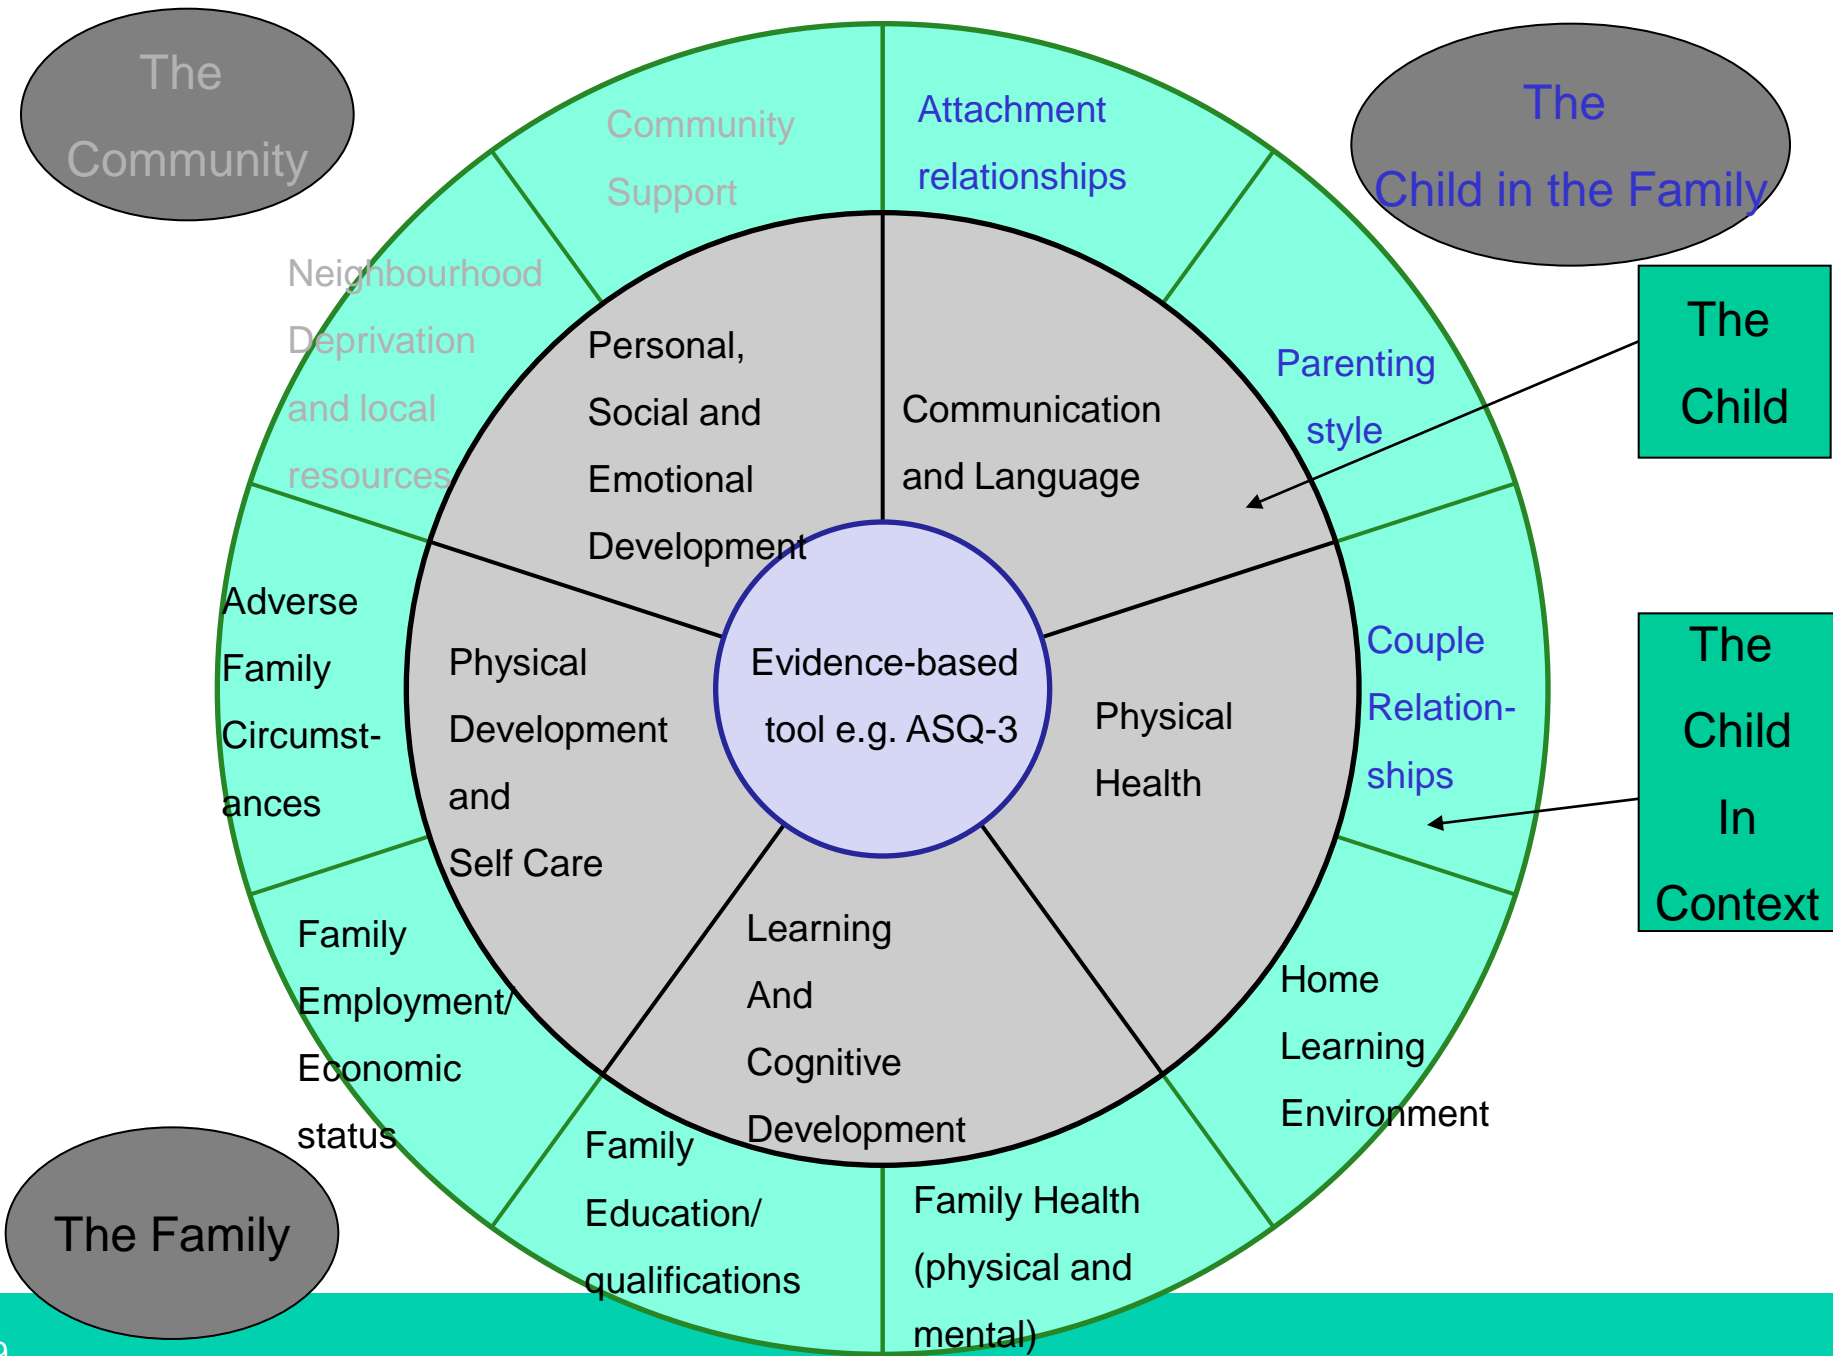 The
Community
The
Child in the Family
Community
Support
Attachment
relationships
Neighbourhood
Deprivation
and local
resources
Parenting
style
The
Child
Personal,
Social and
Emotional
Development
Communication
and Language
Adverse
Family
Circumst-
ances
Physical
Development
and
Self Care
Evidence-based
tool e.g. ASQ-3
Physical
Health
Couple
Relation-
ships
The
Child
In
Context
Family
Employment/
Economic
status
Learning
And
Cognitive
Development
Home
Learning
Environment
The Family
Family
Education/
qualifications
Family Health
(physical and
mental)